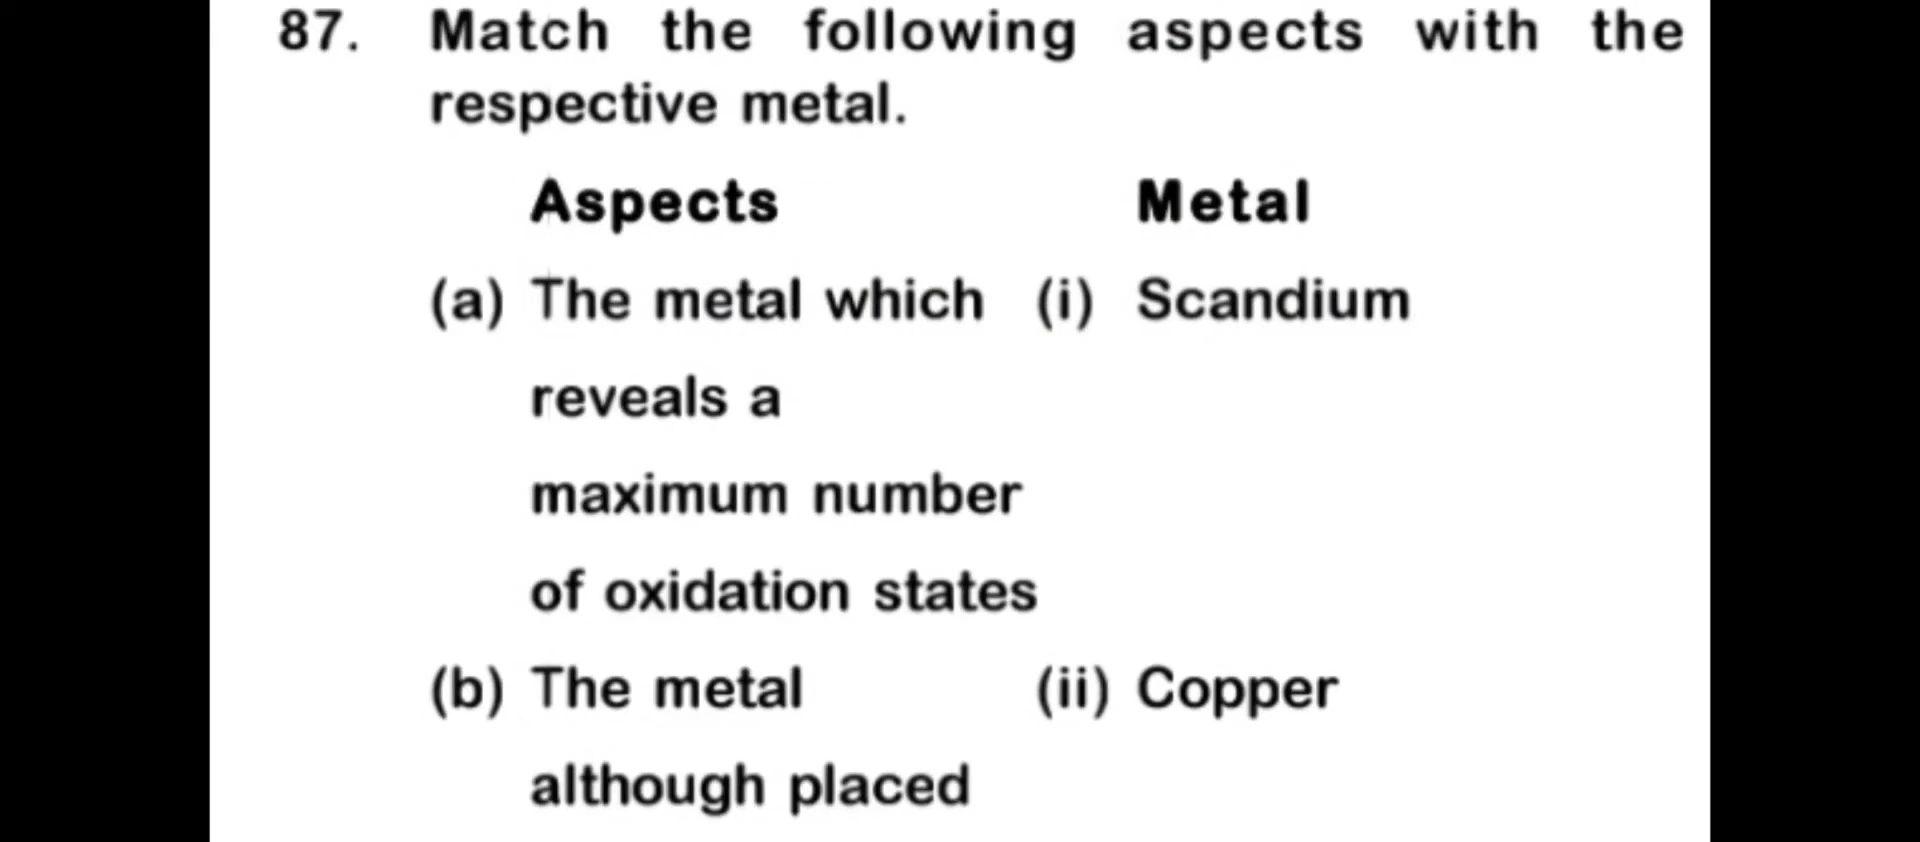 87. Match the following aspects with the
respective metal.
Aspects Metal
(a) The metal which (i) Scandium
reveals a
maximum number
of oxidation states
(b) The metal (ii) Copper
although placed